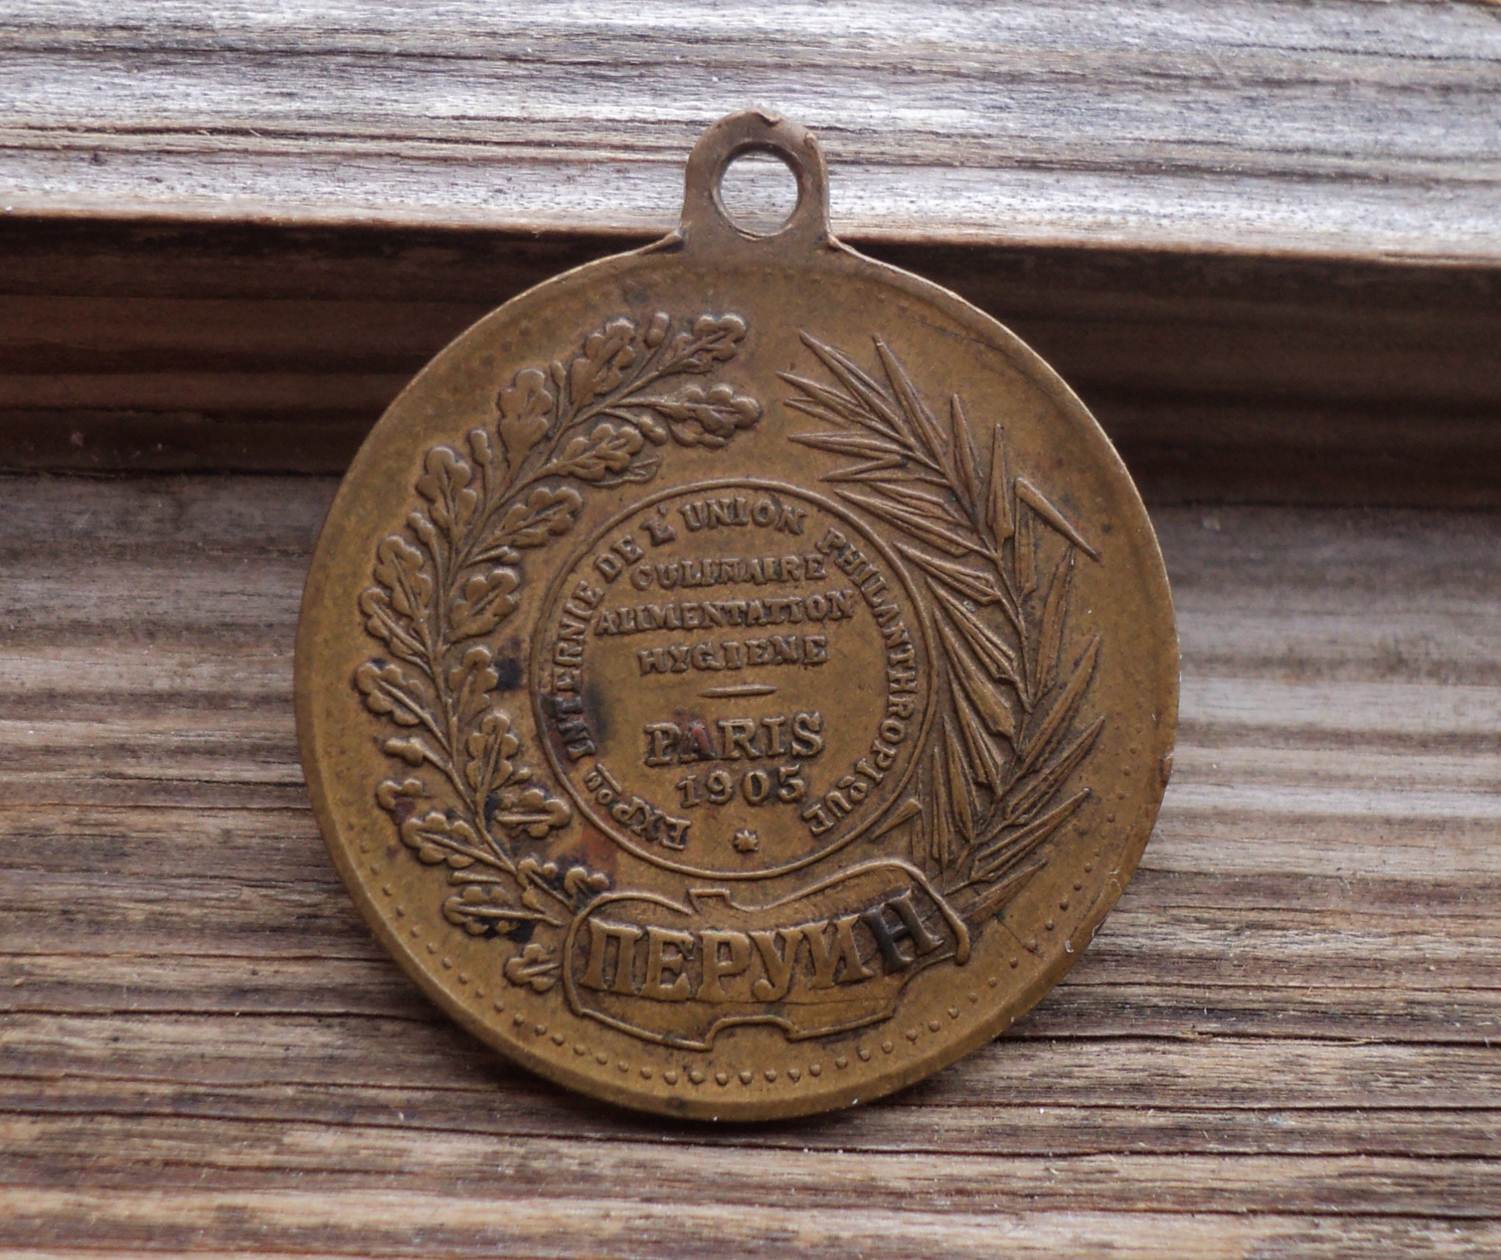 EXPON INTERNLE DE L'UNION PHILANTHROPIQUE
CULINAIRE
ALIMENTATION
HYGIENE
PARIS
1905
ПЕРУИН